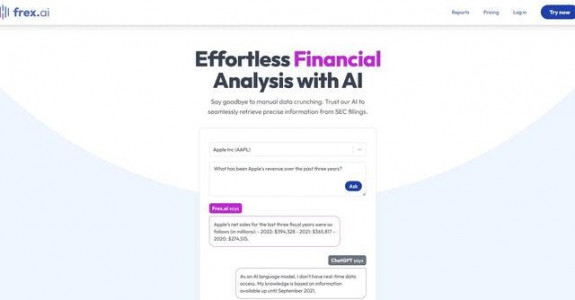 frex.ai
Reports
Pricing
Log in
Try now
Effortless Financial
Analysis with AI
Say goodbye to manual data crunching. Trust our AI to
seamlessly retrieve precise information from SEC filings.
Apple Inc (AAPL)
What has been Apple's revenue over the past three years?
Ask
Frex.ai says
Apple's net sales for the last three fiscal years were as
follows (in millions): - 2022: $394,328 - 2021: $365,817 -
2020: $274,515.
ChatGPT says
As an AI language model, I don't have real-time data
access. My knowledge is based on information
available up until September 2021.